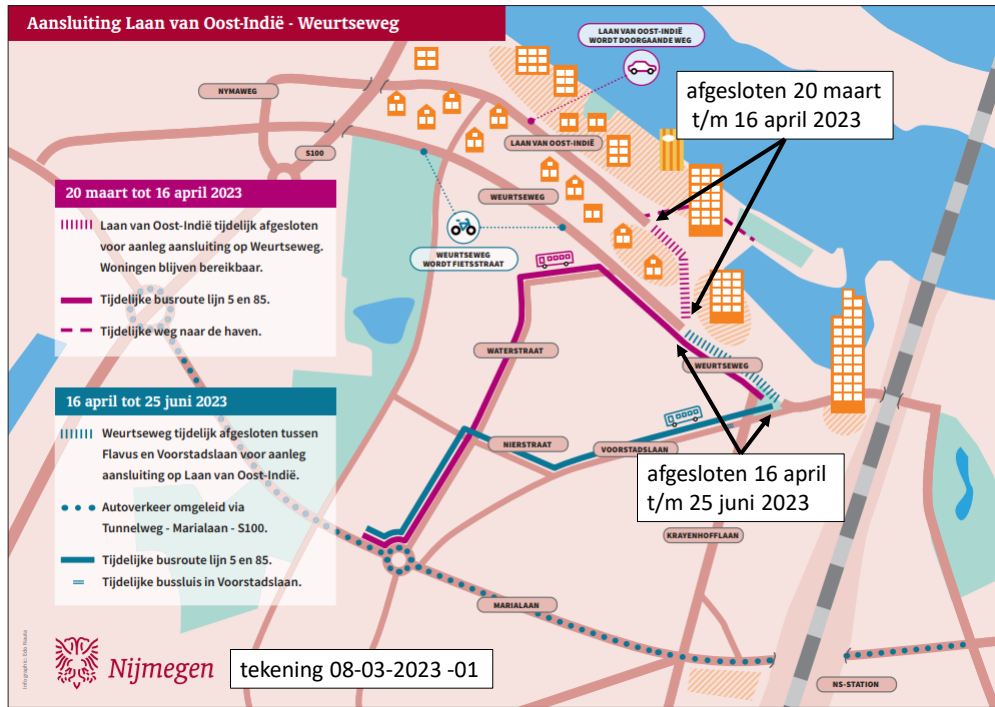 Aansluiting Laan van Oost-Indië - Weurtseweg
LAAN VAN OOST-INDIË
WORDT DOORGAANDE WEG
afgesloten 20 maart
t/m 16 april 2023
NYMAWEG
S100
LAAN VAN OOST-INDIË
WEURTSEWEG
20 maart tot 16 april 2023
Laan van Oost-Indië tijdelijk afgesloten
voor aanleg aansluiting op Weurtseweg.
Woningen blijven bereikbaar.
Tijdelijke busroute lijn 5 en 85.
Tijdelijke weg naar de haven.
WEURTSEWEG
WORDT FIETSSTRAAT
WATERSTRAAT
WEURTSEWEG
16 april tot 25 juni 2023
Weurtseweg tijdelijk afgesloten tussen
Flavus en Voorstadslaan voor aanleg
aansluiting op Laan van Oost-Indië.
Autoverkeer omgeleid via
Tunnelweg - Marialaan - S100.
Tijdelijke busroute lijn 5 en 85.
Tijdelijke bussluis in Voorstadslaan.
NIERSTRAAT
VOORSTADSLAAN
afgesloten 16 april
t/m 25 juni 2023
KRAYENHOFFLAAN
MARIALAAN
NS-STATION
Infographic: Edo Nauta
Nijmegen
tekening 08-03-2023 -01